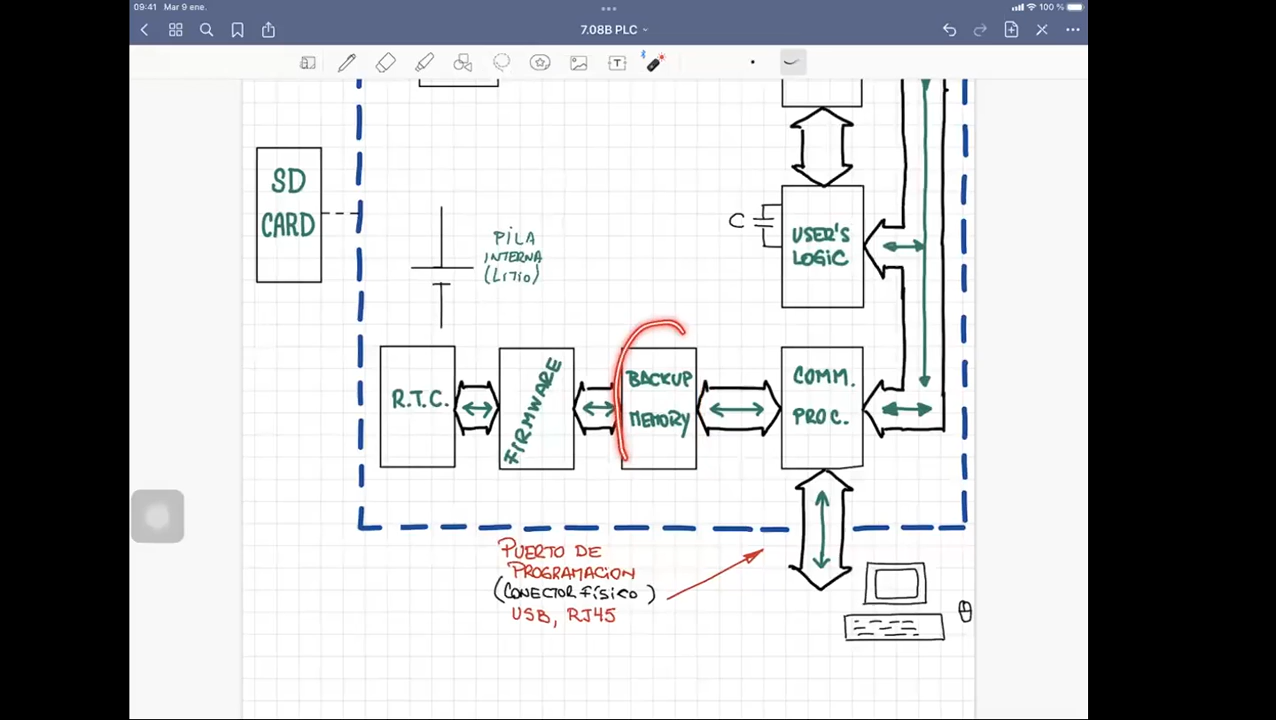 09:41 Mar 9 ene.
100 %
7.08B PLC
T
SD
CARD
PILA
INTERNA
(LITIO)
C
USER'S
LOGIC
R.T.C.
FIRMWARE
BACKUP
MEMORY
COMM.
PROC.
PUERTO DE
PROGRAMACION
(CONECTOR FÍSICO)
USB, RJ45